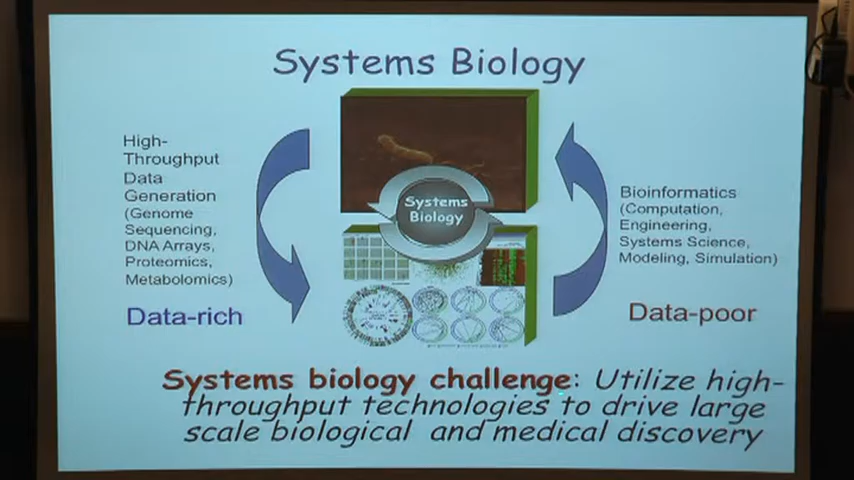 Systems Biology
High-
Throughput
Data
Generation
(Genome
Sequencing,
DNA Arrays,
Proteomics,
Metabolomics)
Data-rich
Systems
Biology
Bioinformatics
(Computation,
Engineering,
Systems Science,
Modeling, Simulation)
Data-poor
Systems biology challenge: Utilize high-
throughput technologies to drive large
scale biological and medical discovery